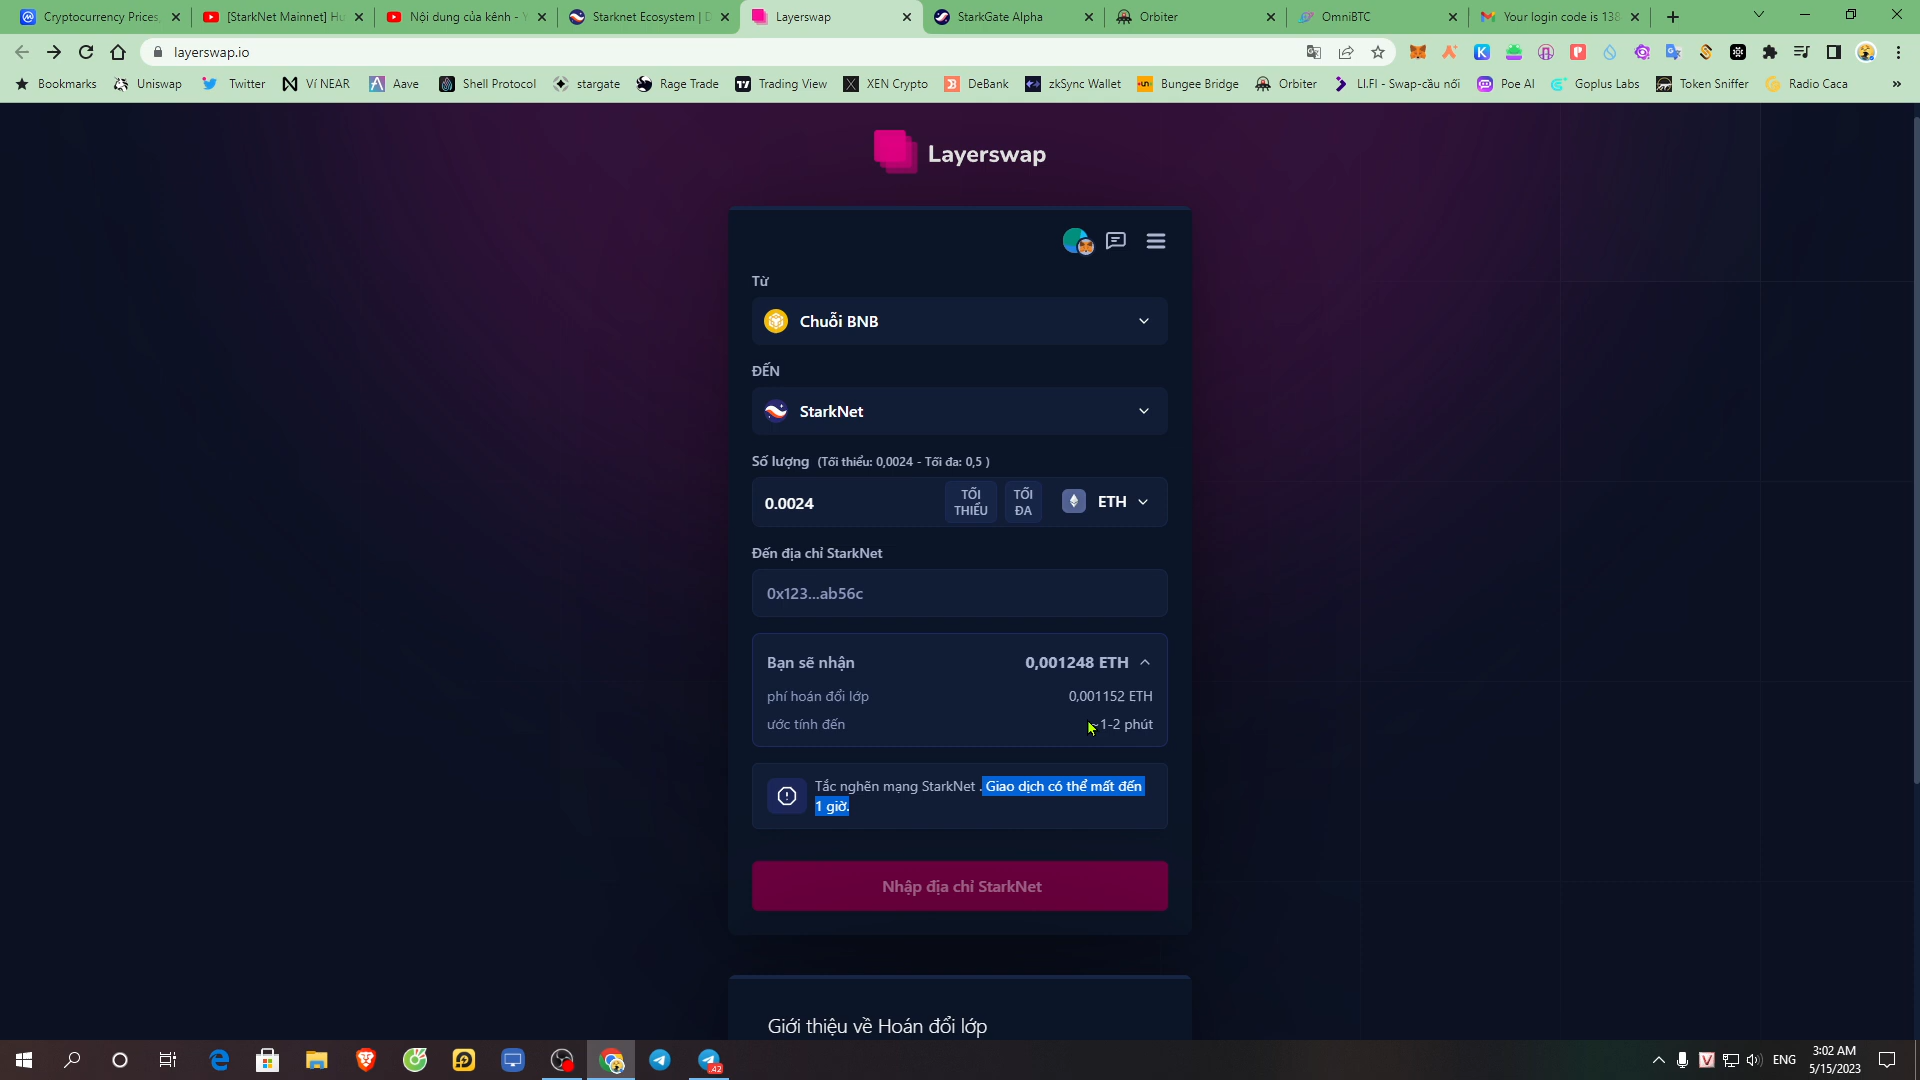 Cryptocurrency Prices
[StarkNet Mainnet] Hu
Nội dung của kênh - Y
Starknet Ecosystem | D
Layerswap
StarkGate Alpha
Orbiter
OmniBTC
Your login code is 138
layerswap.io
Bookmarks
Uniswap
Twitter
Ví NEAR
Aave
Shell Protocol
stargate
Rage Trade
Trading View
XEN Crypto
DeBank
zkSync Wallet
Bungee Bridge
Orbiter
LI.FI - Swap-cầu nối
Poe AI
Goplus Labs
Token Sniffer
Radio Caca
»
Layerswap
Từ
Chuỗi BNB
ĐẾN
StarkNet
Số lượng (Tối thiểu: 0,0024 - Tối đa: 0,5 )
0.0024
TỐI
THIỂU
TỐI
ĐA
ETH
Đến địa chỉ StarkNet
0x123...ab56c
Bạn sẽ nhận 0,001248 ETH
phí hoán đổi lớp 0,001152 ETH
ước tính đến ~1-2 phút
Tắc nghẽn mạng StarkNet . Giao dịch có thể mất đến
1 giờ.
Nhập địa chỉ StarkNet
Giới thiệu về Hoán đổi lớp
42
ENG
3:02 AM
5/15/2023